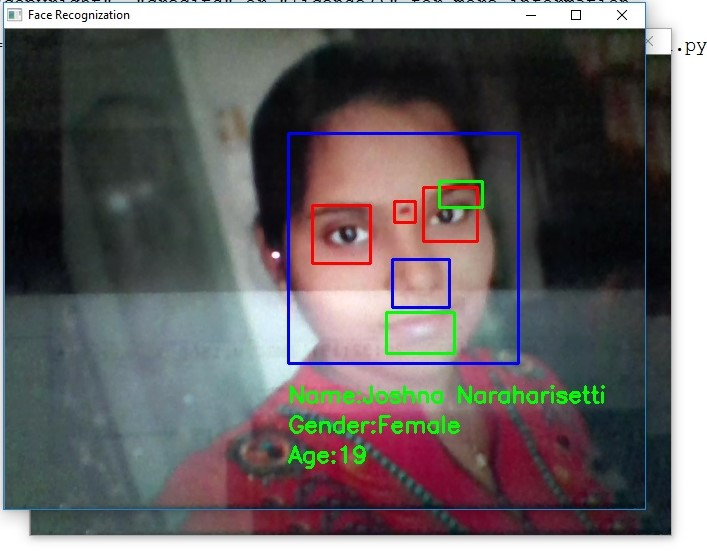 Face Recognization
.py
Name:Joshna Naraharisetti
Gender:Female
Age:19